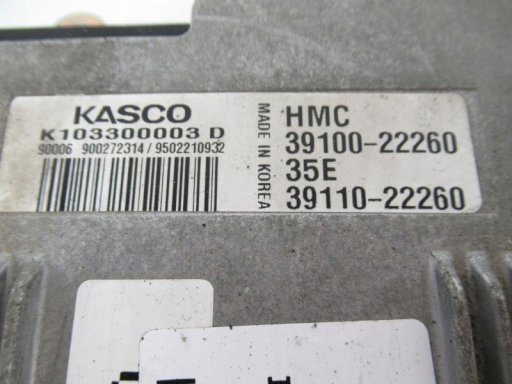 KASCO
K103300003 D
90006 900272314 / 9502210932
MADE IN KOREA
HMC
39100-22260
35E
39110-22260